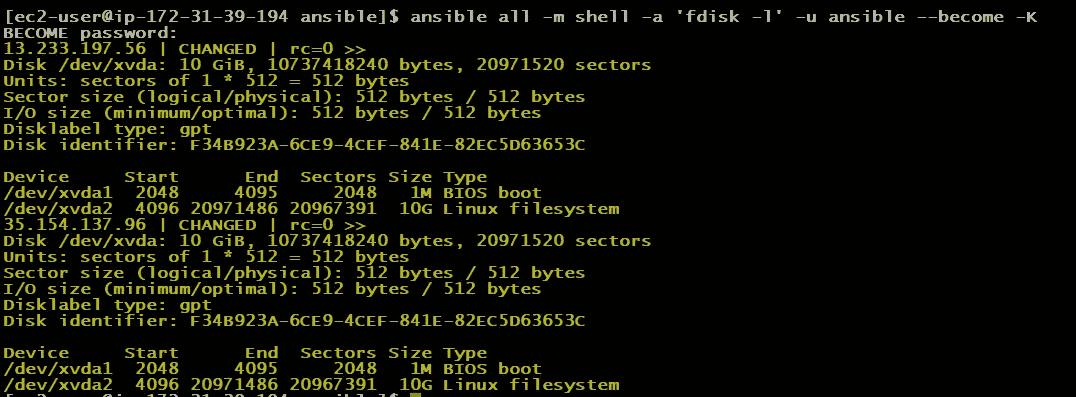 [ec2-user@ip-172-31-39-194 ansible]$ ansible all -m shell -a 'fdisk -l' -u ansible --become -K
BECOME password:
13.233.197.56 | CHANGED | rc=0 >>
Disk /dev/xvda: 10 GiB, 10737418240 bytes, 20971520 sectors
Units: sectors of 1 * 512 = 512 bytes
Sector size (logical/physical): 512 bytes / 512 bytes
I/O size (minimum/optimal): 512 bytes / 512 bytes
Disklabel type: gpt
Disk identifier: F34B923A-6CE9-4CEF-841E-82EC5D63653C

Device     Start      End  Sectors Size Type
/dev/xvda1  2048     4095     2048   1M BIOS boot
/dev/xvda2  4096 20971486 20967391  10G Linux filesystem
35.154.137.96 | CHANGED | rc=0 >>
Disk /dev/xvda: 10 GiB, 10737418240 bytes, 20971520 sectors
Units: sectors of 1 * 512 = 512 bytes
Sector size (logical/physical): 512 bytes / 512 bytes
I/O size (minimum/optimal): 512 bytes / 512 bytes
Disklabel type: gpt
Disk identifier: F34B923A-6CE9-4CEF-841E-82EC5D63653C

Device     Start      End  Sectors Size Type
/dev/xvda1  2048     4095     2048   1M BIOS boot
/dev/xvda2  4096 20971486 20967391  10G Linux filesystem
[ec2-user@ip-172-31-39-194 ansible]$